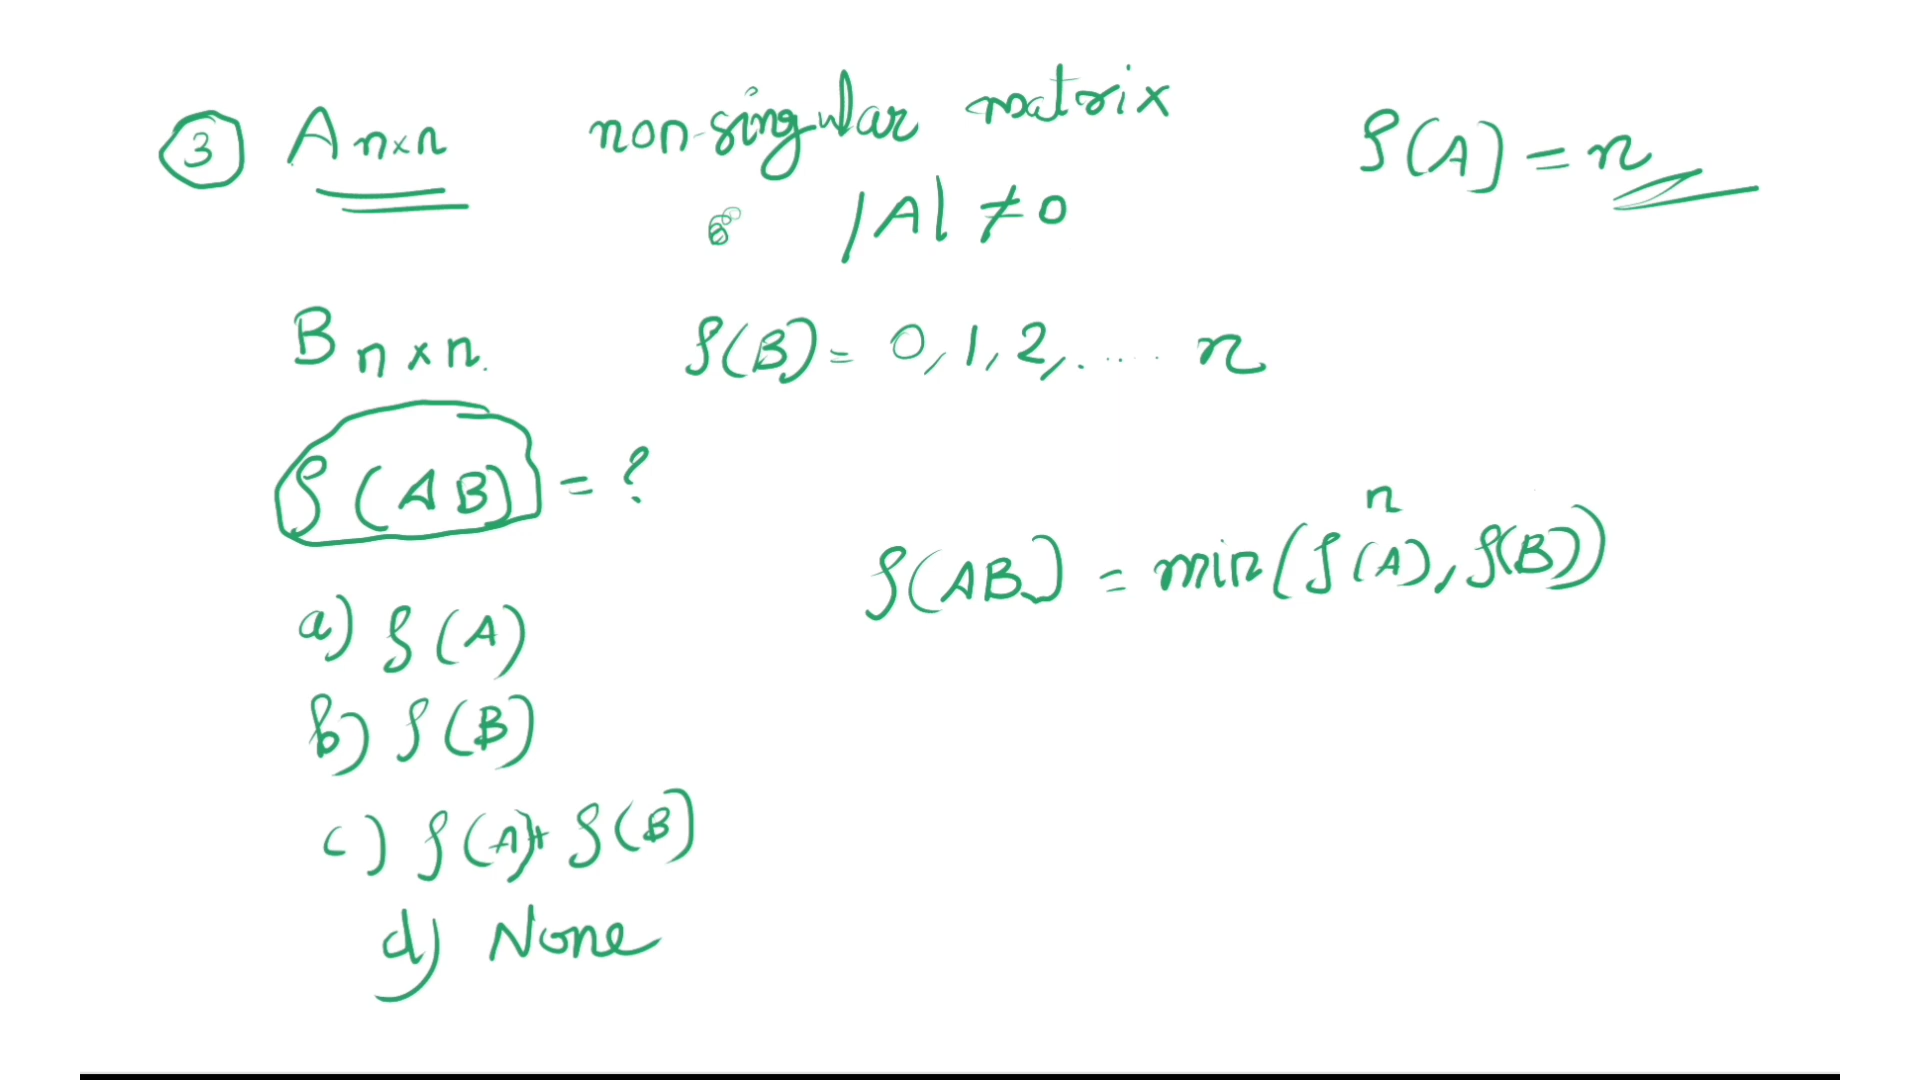 ③ A n×n non-singular matrix ρ(A) = n
|A| ≠ 0
B n×n. ρ(B) = 0, 1, 2, ..... n
ρ(AB) = ?
n
ρ(AB) = min(ρ(A), ρ(B))
a) ρ(A)
b) ρ(B)
c) ρ(A)+ ρ(B)
d) None